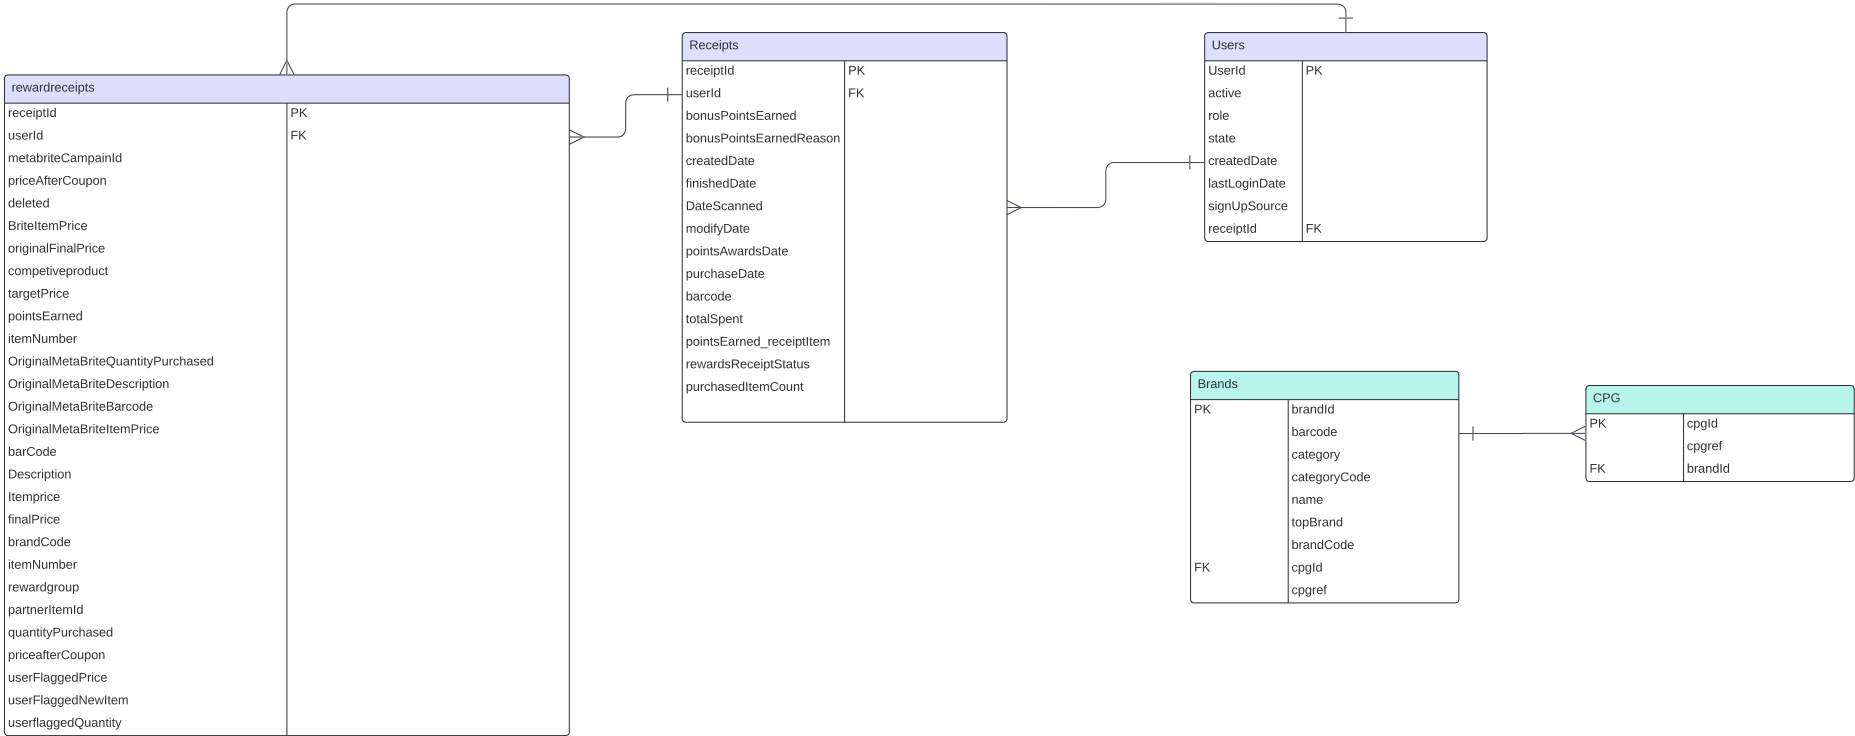 rewardreceipts
receiptId PK
userId FK
metabriteCampainId
priceAfterCoupon
deleted
BriteItemPrice
originalFinalPrice
competiveproduct
targetPrice
pointsEarned
itemNumber
OriginalMetaBriteQuantityPurchased
OriginalMetaBriteDescription
OriginalMetaBriteBarcode
OriginalMetaBriteItemPrice
barCode
Description
Itemprice
finalPrice
brandCode
itemNumber
rewardgroup
partnerItemId
quantityPurchased
priceafterCoupon
userFlaggedPrice
userFlaggedNewItem
userflaggedQuantity
Receipts
receiptId PK
userId FK
bonusPointsEarned
bonusPointsEarnedReason
createdDate
finishedDate
DateScanned
modifyDate
pointsAwardsDate
purchaseDate
barcode
totalSpent
pointsEarned_receiptItem
rewardsReceiptStatus
purchasedItemCount
Users
UserId PK
active
role
state
createdDate
lastLoginDate
signUpSource
receiptId FK
Brands
PK brandId
barcode
category
categoryCode
name
topBrand
brandCode
FK cpgId
cpgref
CPG
PK cpgId
cpgref
FK brandId